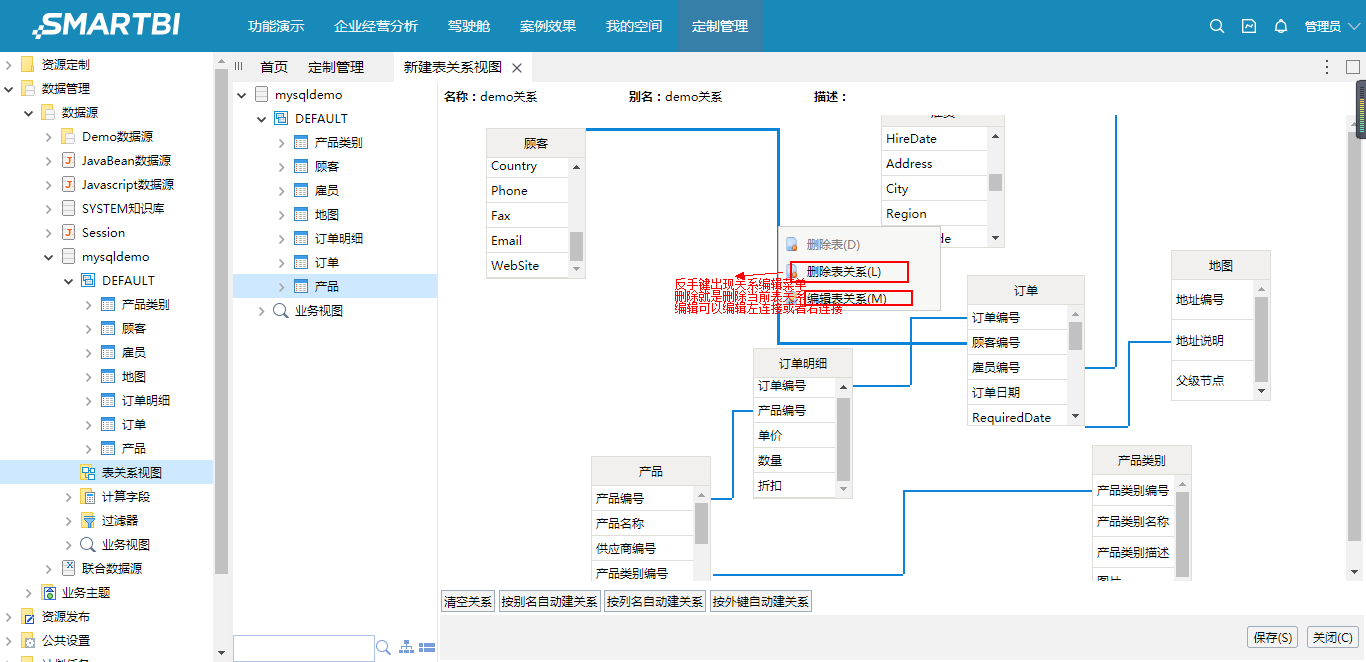 SMARTBI
功能演示 企业经营分析 驾驶舱 案例效果 我的空间 定制管理 管理员
资源定制
数据管理
数据源
Demo数据源
JavaBean数据源
Javascript数据源
SYSTEM知识库
Session
mysqldemo
DEFAULT
产品类别
顾客
雇员
地图
订单明细
订单
产品
表关系视图
计算字段
过滤器
业务视图
联合数据源
业务主题
资源发布
公共设置
首页 定制管理 新建表关系视图
mysqldemo
DEFAULT
产品类别
顾客
雇员
地图
订单明细
订单
产品
业务视图
名称：demo关系 别名：demo关系 描述：
顾客
Country
Phone
Fax
Email
WebSite
雇员
HireDate
Address
City
Region
de
删除表(D)
删除表关系(L)
编辑表关系(M)
反手键出现关系编辑菜单
删除就是删除当前表关系
编辑可以编辑左连接或者右连接
订单
订单编号
顾客编号
雇员编号
订单日期
RequiredDate
地图
地址编号
地址说明
父级节点
订单明细
订单编号
产品编号
单价
数量
折扣
产品
产品编号
产品名称
供应商编号
产品类别编号
产品类别
产品类别编号
产品类别名称
产品类别描述
图片
清空关系 按别名自动建关系 按列名自动建关系 按外键自动建关系
保存(S) 关闭(C)